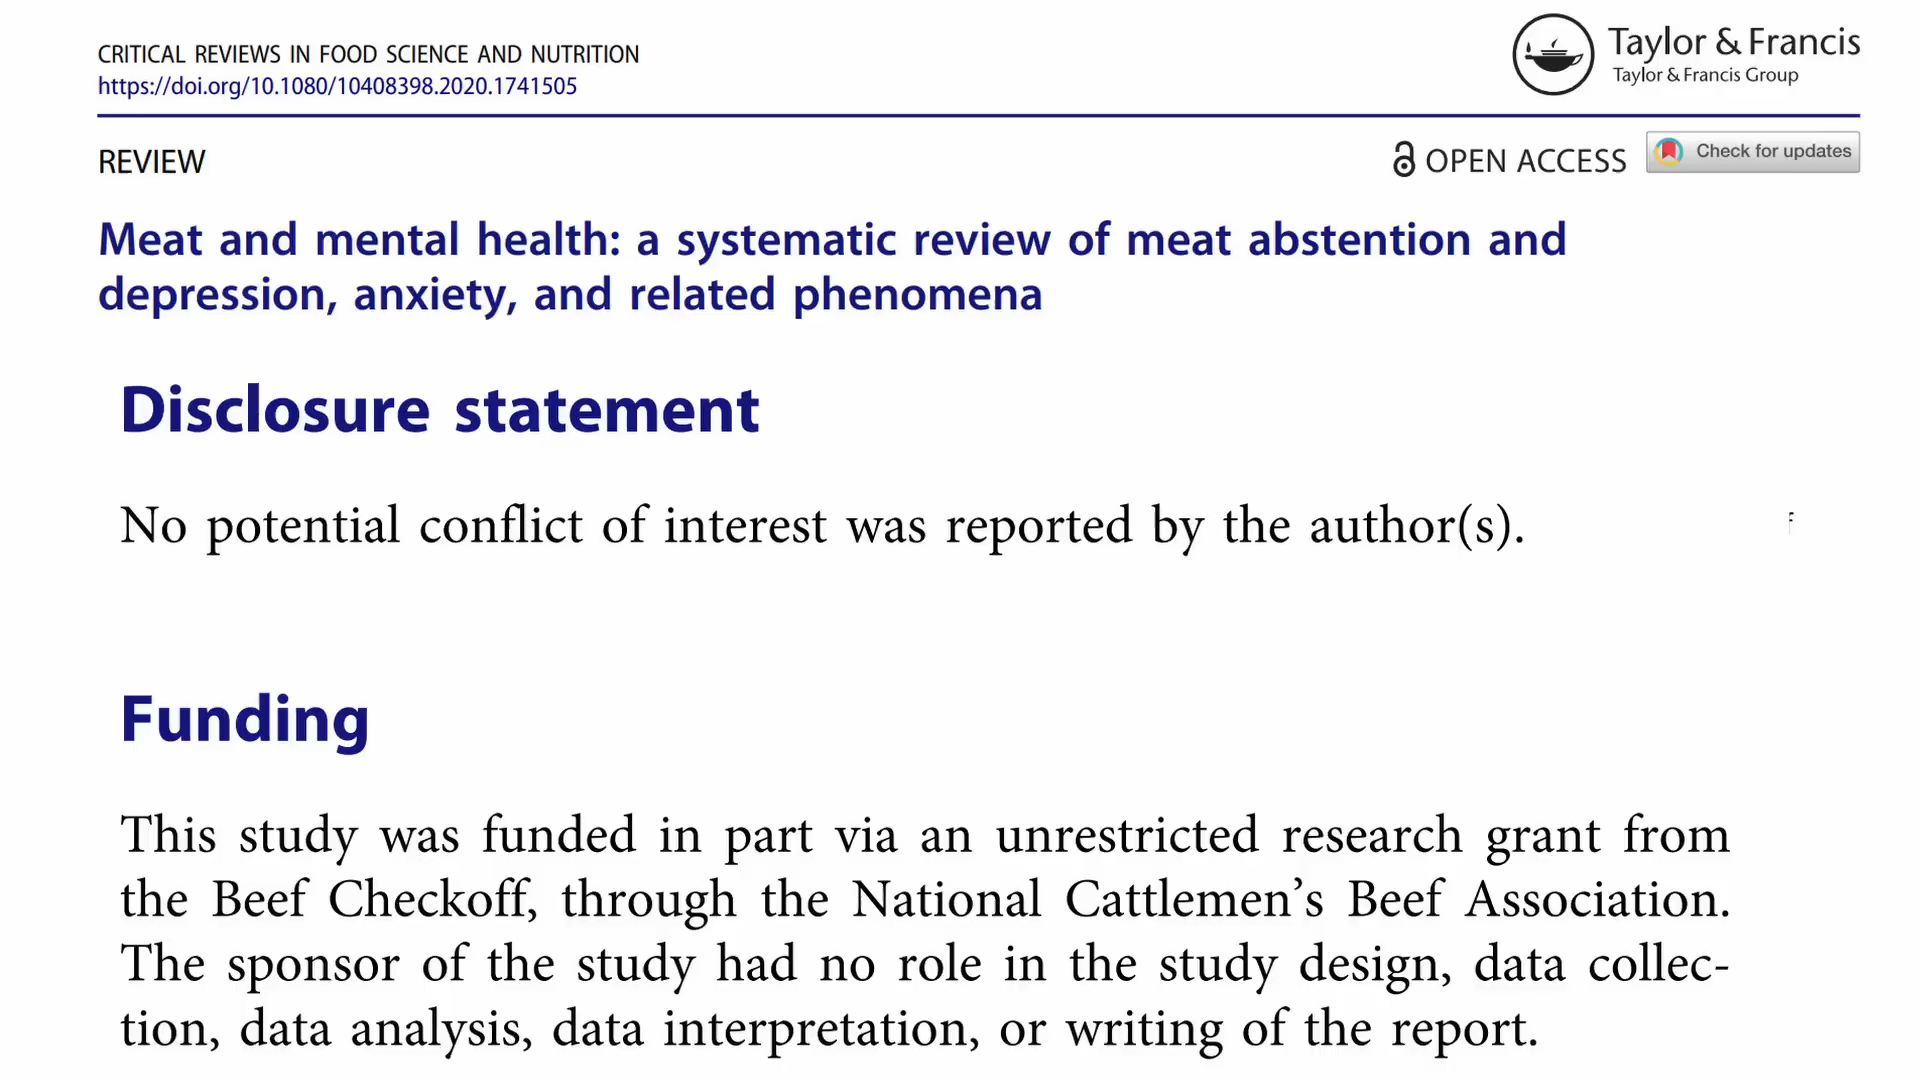 CRITICAL REVIEWS IN FOOD SCIENCE AND NUTRITION
https://doi.org/10.1080/10408398.2020.1741505
Taylor & Francis
Taylor & Francis Group
REVIEW
OPEN ACCESS
Check for updates
Meat and mental health: a systematic review of meat abstention and
depression, anxiety, and related phenomena
Disclosure statement
No potential conflict of interest was reported by the author(s).
Funding
This study was funded in part via an unrestricted research grant from
the Beef Checkoff, through the National Cattlemen’s Beef Association.
The sponsor of the study had no role in the study design, data collec-
tion, data analysis, data interpretation, or writing of the report.